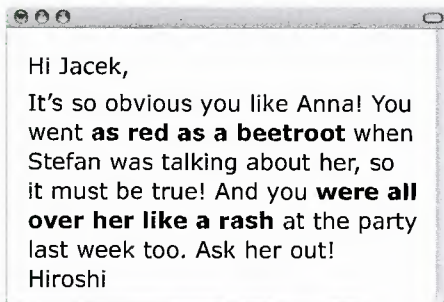 Hi Jacek,
It's so obvious you like Anna! You
went as red as a beetroot when
Stefan was talking about her, so
it must be true! And you were all
over her like a rash at the party
last week too. Ask her out!
Hiroshi